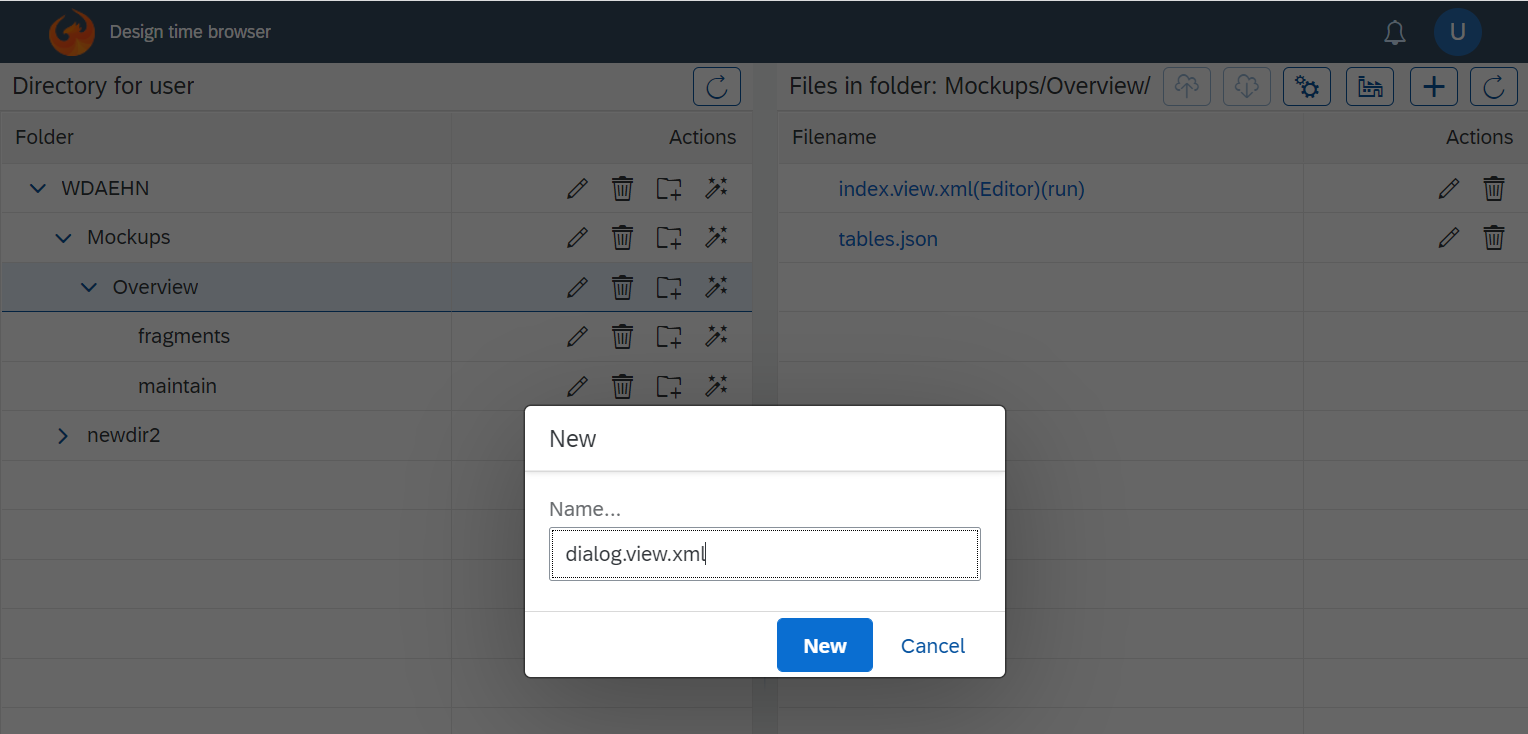 Design time browser
U
Directory for user
Files in folder: Mockups/Overview/
Folder
Actions
Filename
Actions
WDAEHN
index.view.xml(Editor)(run)
Mockups
tables.json
Overview
fragments
maintain
newdir2
New
Name...
dialog.view.xml
New
Cancel